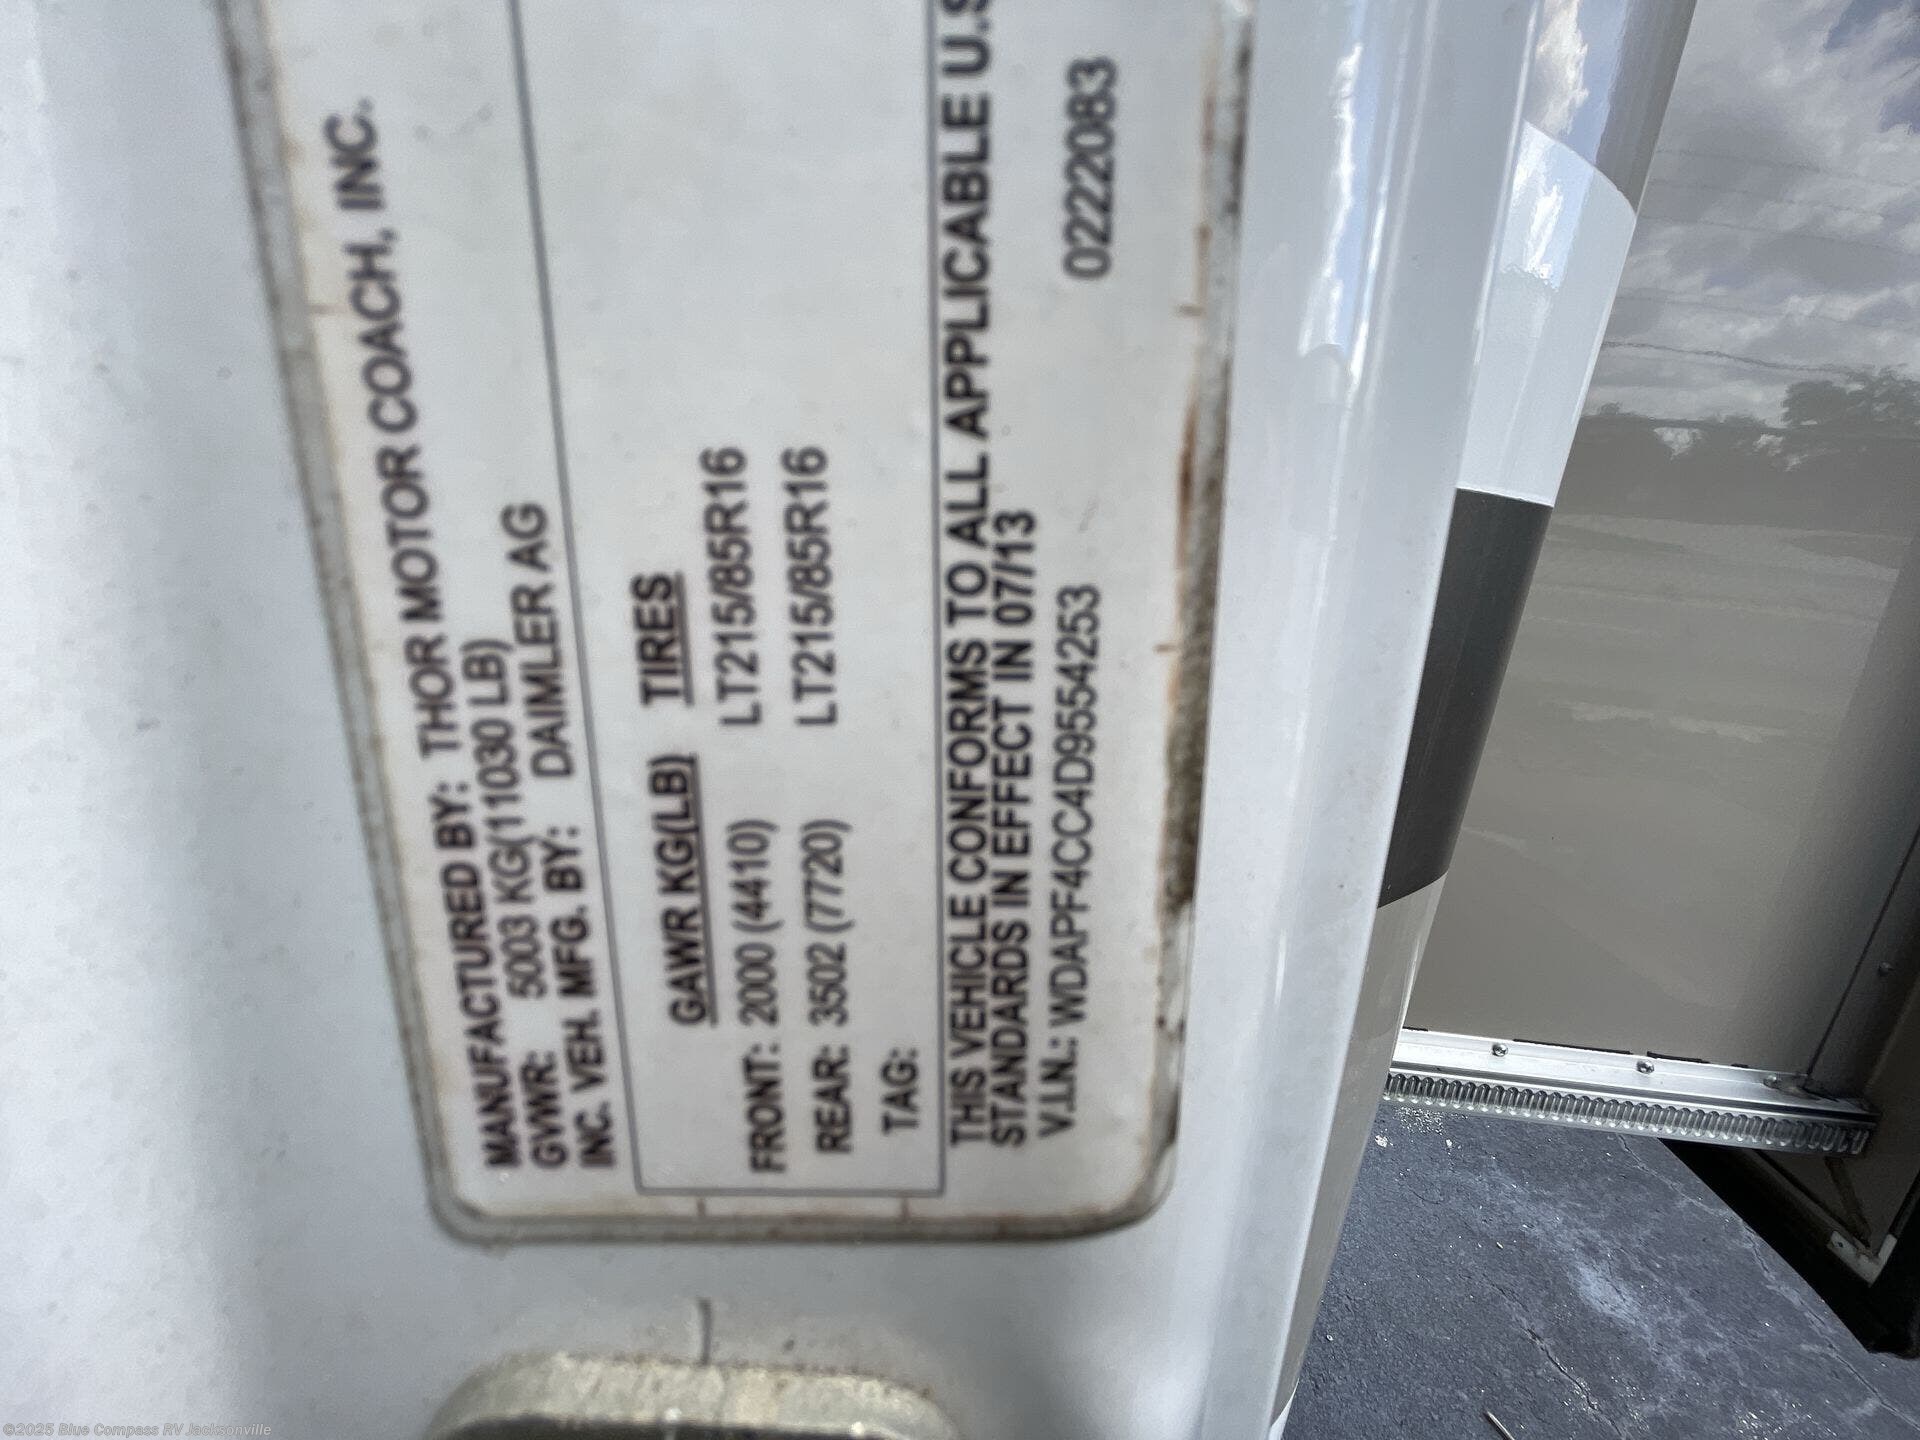 MANUFACTURED BY: THOR MOTOR COACH, INC.
GVWR: 5003 KG(11030 LB)
INC. VEH. MFG. BY: DAIMLER AG
GAWR KG(LB) TIRES
FRONT: 2000 (4410) LT215/85R16
REAR: 3502 (7720) LT215/85R16
TAG:
THIS VEHICLE CONFORMS TO ALL APPLICABLE U.S
STANDARDS IN EFFECT IN 07/13
V.I.N.: WDAPF4CC4D9554253 0222083
©2025 Blue Compass RV Jacksonville